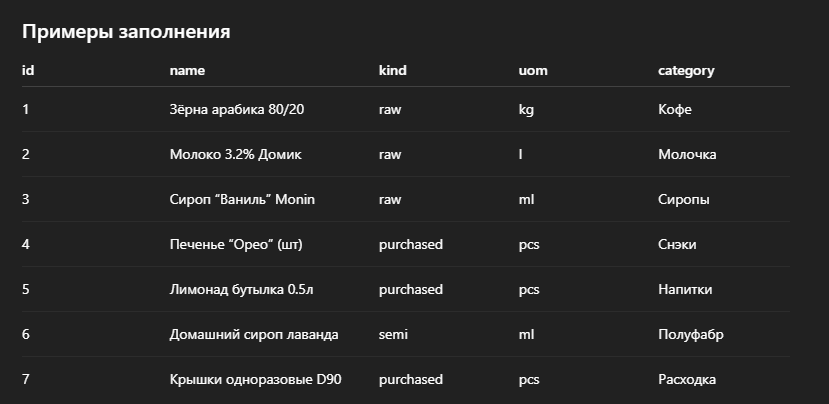 Примеры заполнения
id name kind uom category
1 Зёрна арабика 80/20 raw kg Кофе
2 Молоко 3.2% Домик raw l Молочка
3 Сироп “Ваниль” Monin raw ml Сиропы
4 Печенье “Орео” (шт) purchased pcs Снэки
5 Лимонад бутылка 0.5л purchased pcs Напитки
6 Домашний сироп лаванда semi ml Полуфабр
7 Крышки одноразовые D90 purchased pcs Расходка